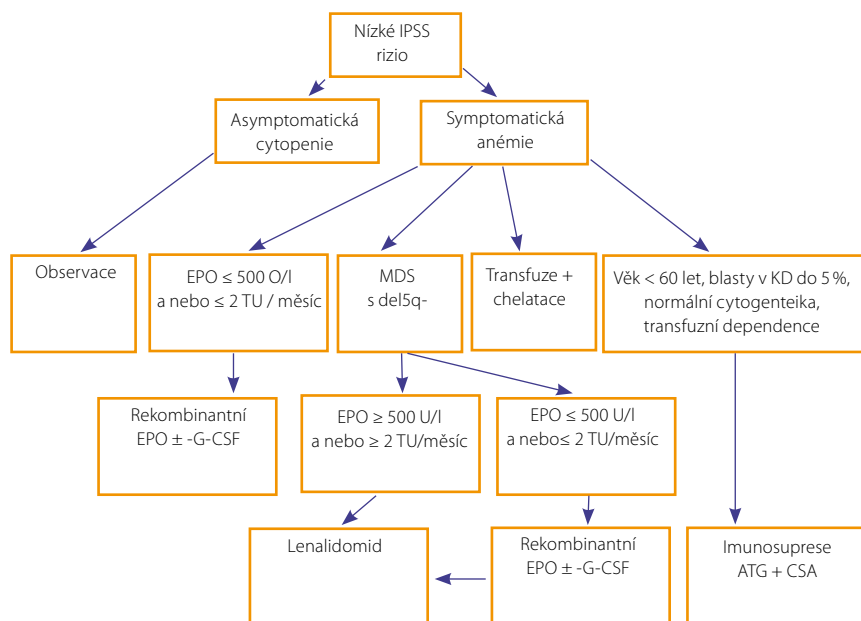 Nízké IPSS
rizio
Asymptomatická
cytopenie
Symptomatická
anémie
Observace
EPO ≤ 500 O/l
a nebo ≤ 2 TU / měsíc
MDS
s del5q-
Transfuze +
chelatace
Věk < 60 let, blasty v KD do 5 %,
normální cytogenteika,
transfuzní dependence
Rekombinantní
EPO ± -G-CSF
EPO ≥ 500 U/l
a nebo ≥ 2 TU/měsíc
EPO ≤ 500 U/l
a nebo≤ 2 TU/měsíc
Lenalidomid
Rekombinantní
EPO ± -G-CSF
Imunosuprese
ATG + CSA